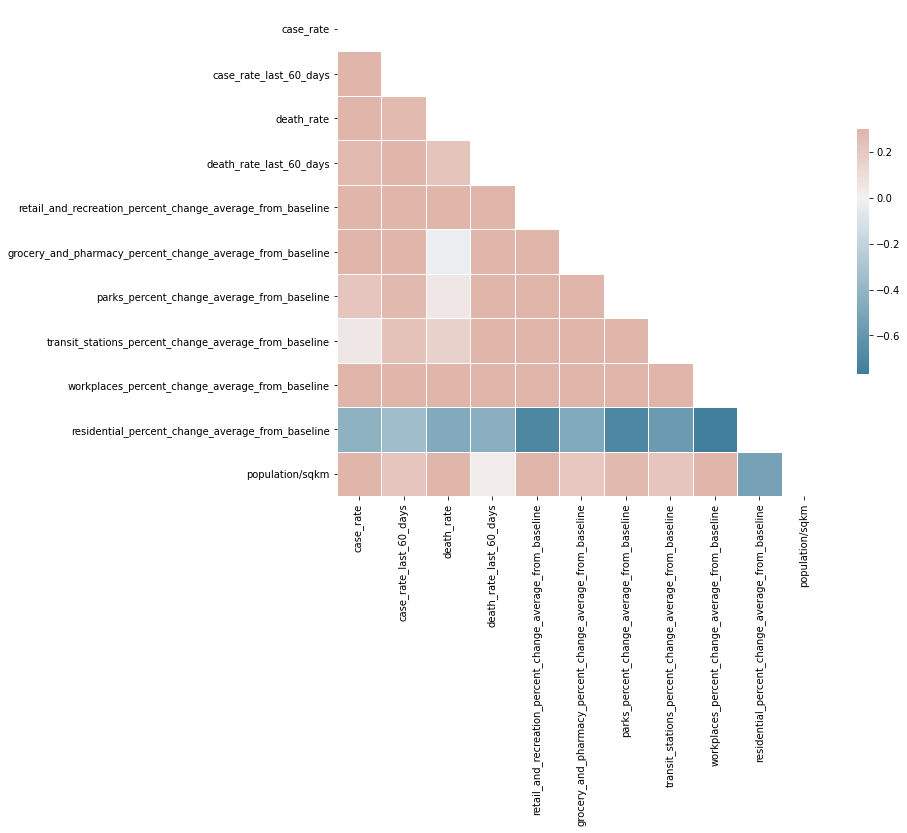 case_rate
case_rate_last_60_days
death_rate
death_rate_last_60_days
retail_and_recreation_percent_change_average_from_baseline
grocery_and_pharmacy_percent_change_average_from_baseline
parks_percent_change_average_from_baseline
transit_stations_percent_change_average_from_baseline
workplaces_percent_change_average_from_baseline
residential_percent_change_average_from_baseline
population/sqkm
case_rate
case_rate_last_60_days
death_rate
death_rate_last_60_days
retail_and_recreation_percent_change_average_from_baseline
grocery_and_pharmacy_percent_change_average_from_baseline
parks_percent_change_average_from_baseline
transit_stations_percent_change_average_from_baseline
workplaces_percent_change_average_from_baseline
residential_percent_change_average_from_baseline
population/sqkm
0.2
0.0
−0.2
−0.4
−0.6